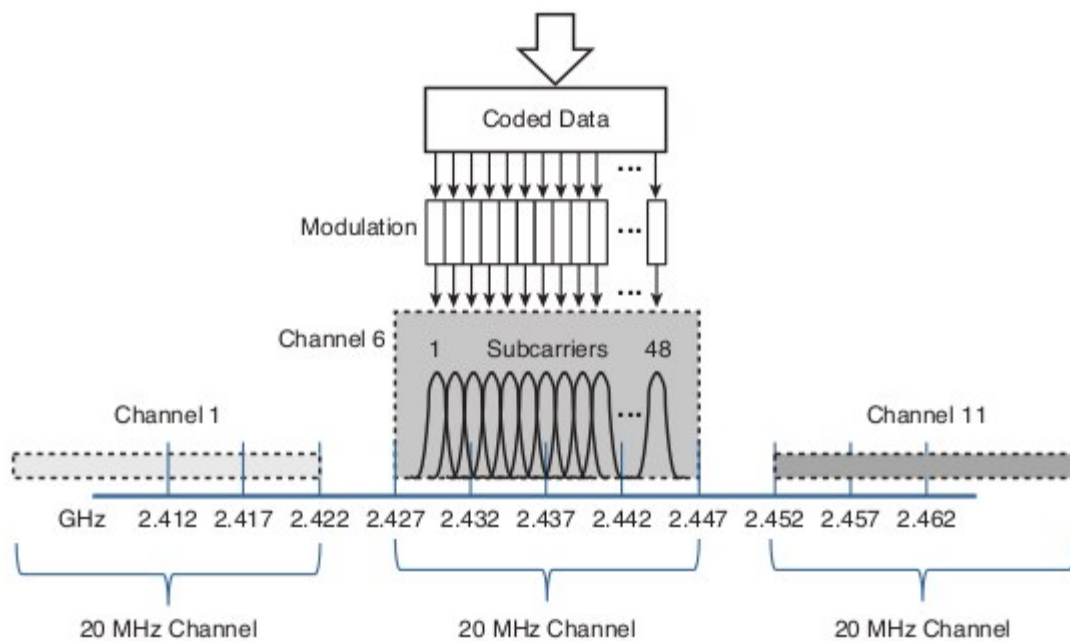 Coded Data
...
Modulation
...
...
Channel 6
1 Subcarriers 48
...
Channel 1
Channel 11
GHz 2.412 2.417 2.422 2.427 2.432 2.437 2.442 2.447 2.452 2.457 2.462
20 MHz Channel 20 MHz Channel 20 MHz Channel